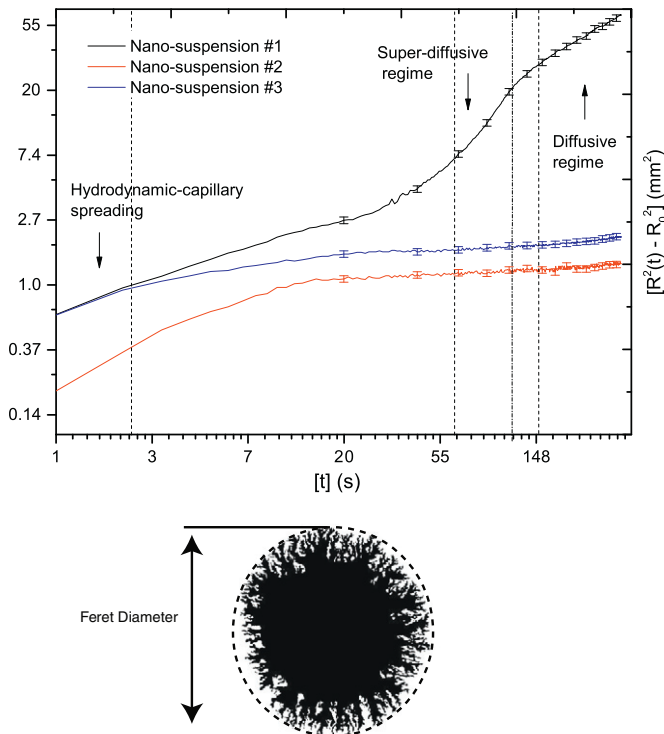 55
20
7.4
2.7
1.0
0.37
0.14
Nano-suspension #1
Nano-suspension #2
Nano-suspension #3
Super-diffusive
regime
Diffusive
regime
Hydrodynamic-capillary
spreading
[R²(t) - R₀²] (mm²)
1 3 7 20 55 148
[t] (s)
Feret Diameter